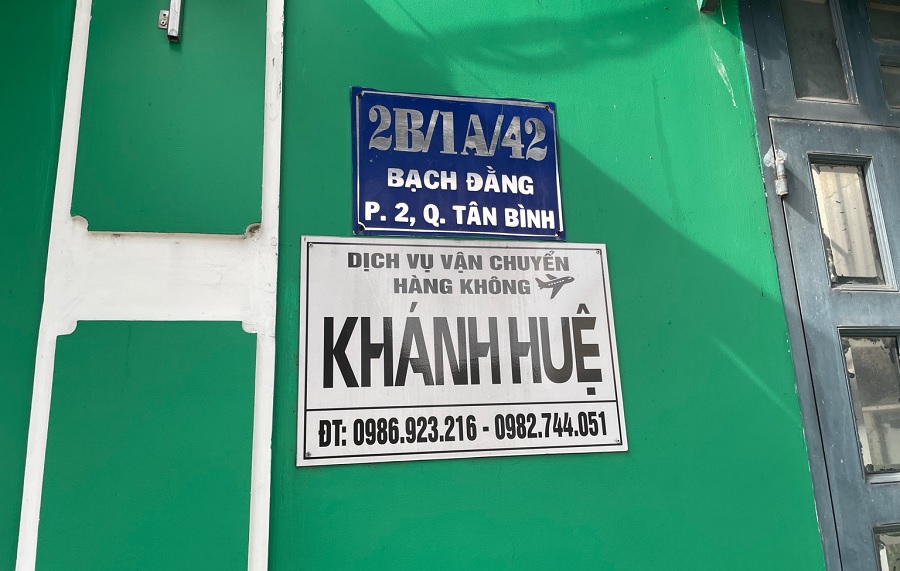 2B/1A/42
BẠCH ĐẰNG
P. 2, Q. TÂN BÌNH
DỊCH VỤ VẬN CHUYỂN
HÀNG KHÔNG
KHÁNH HUỆ
ĐT: 0986.923.216 - 0982.744.051